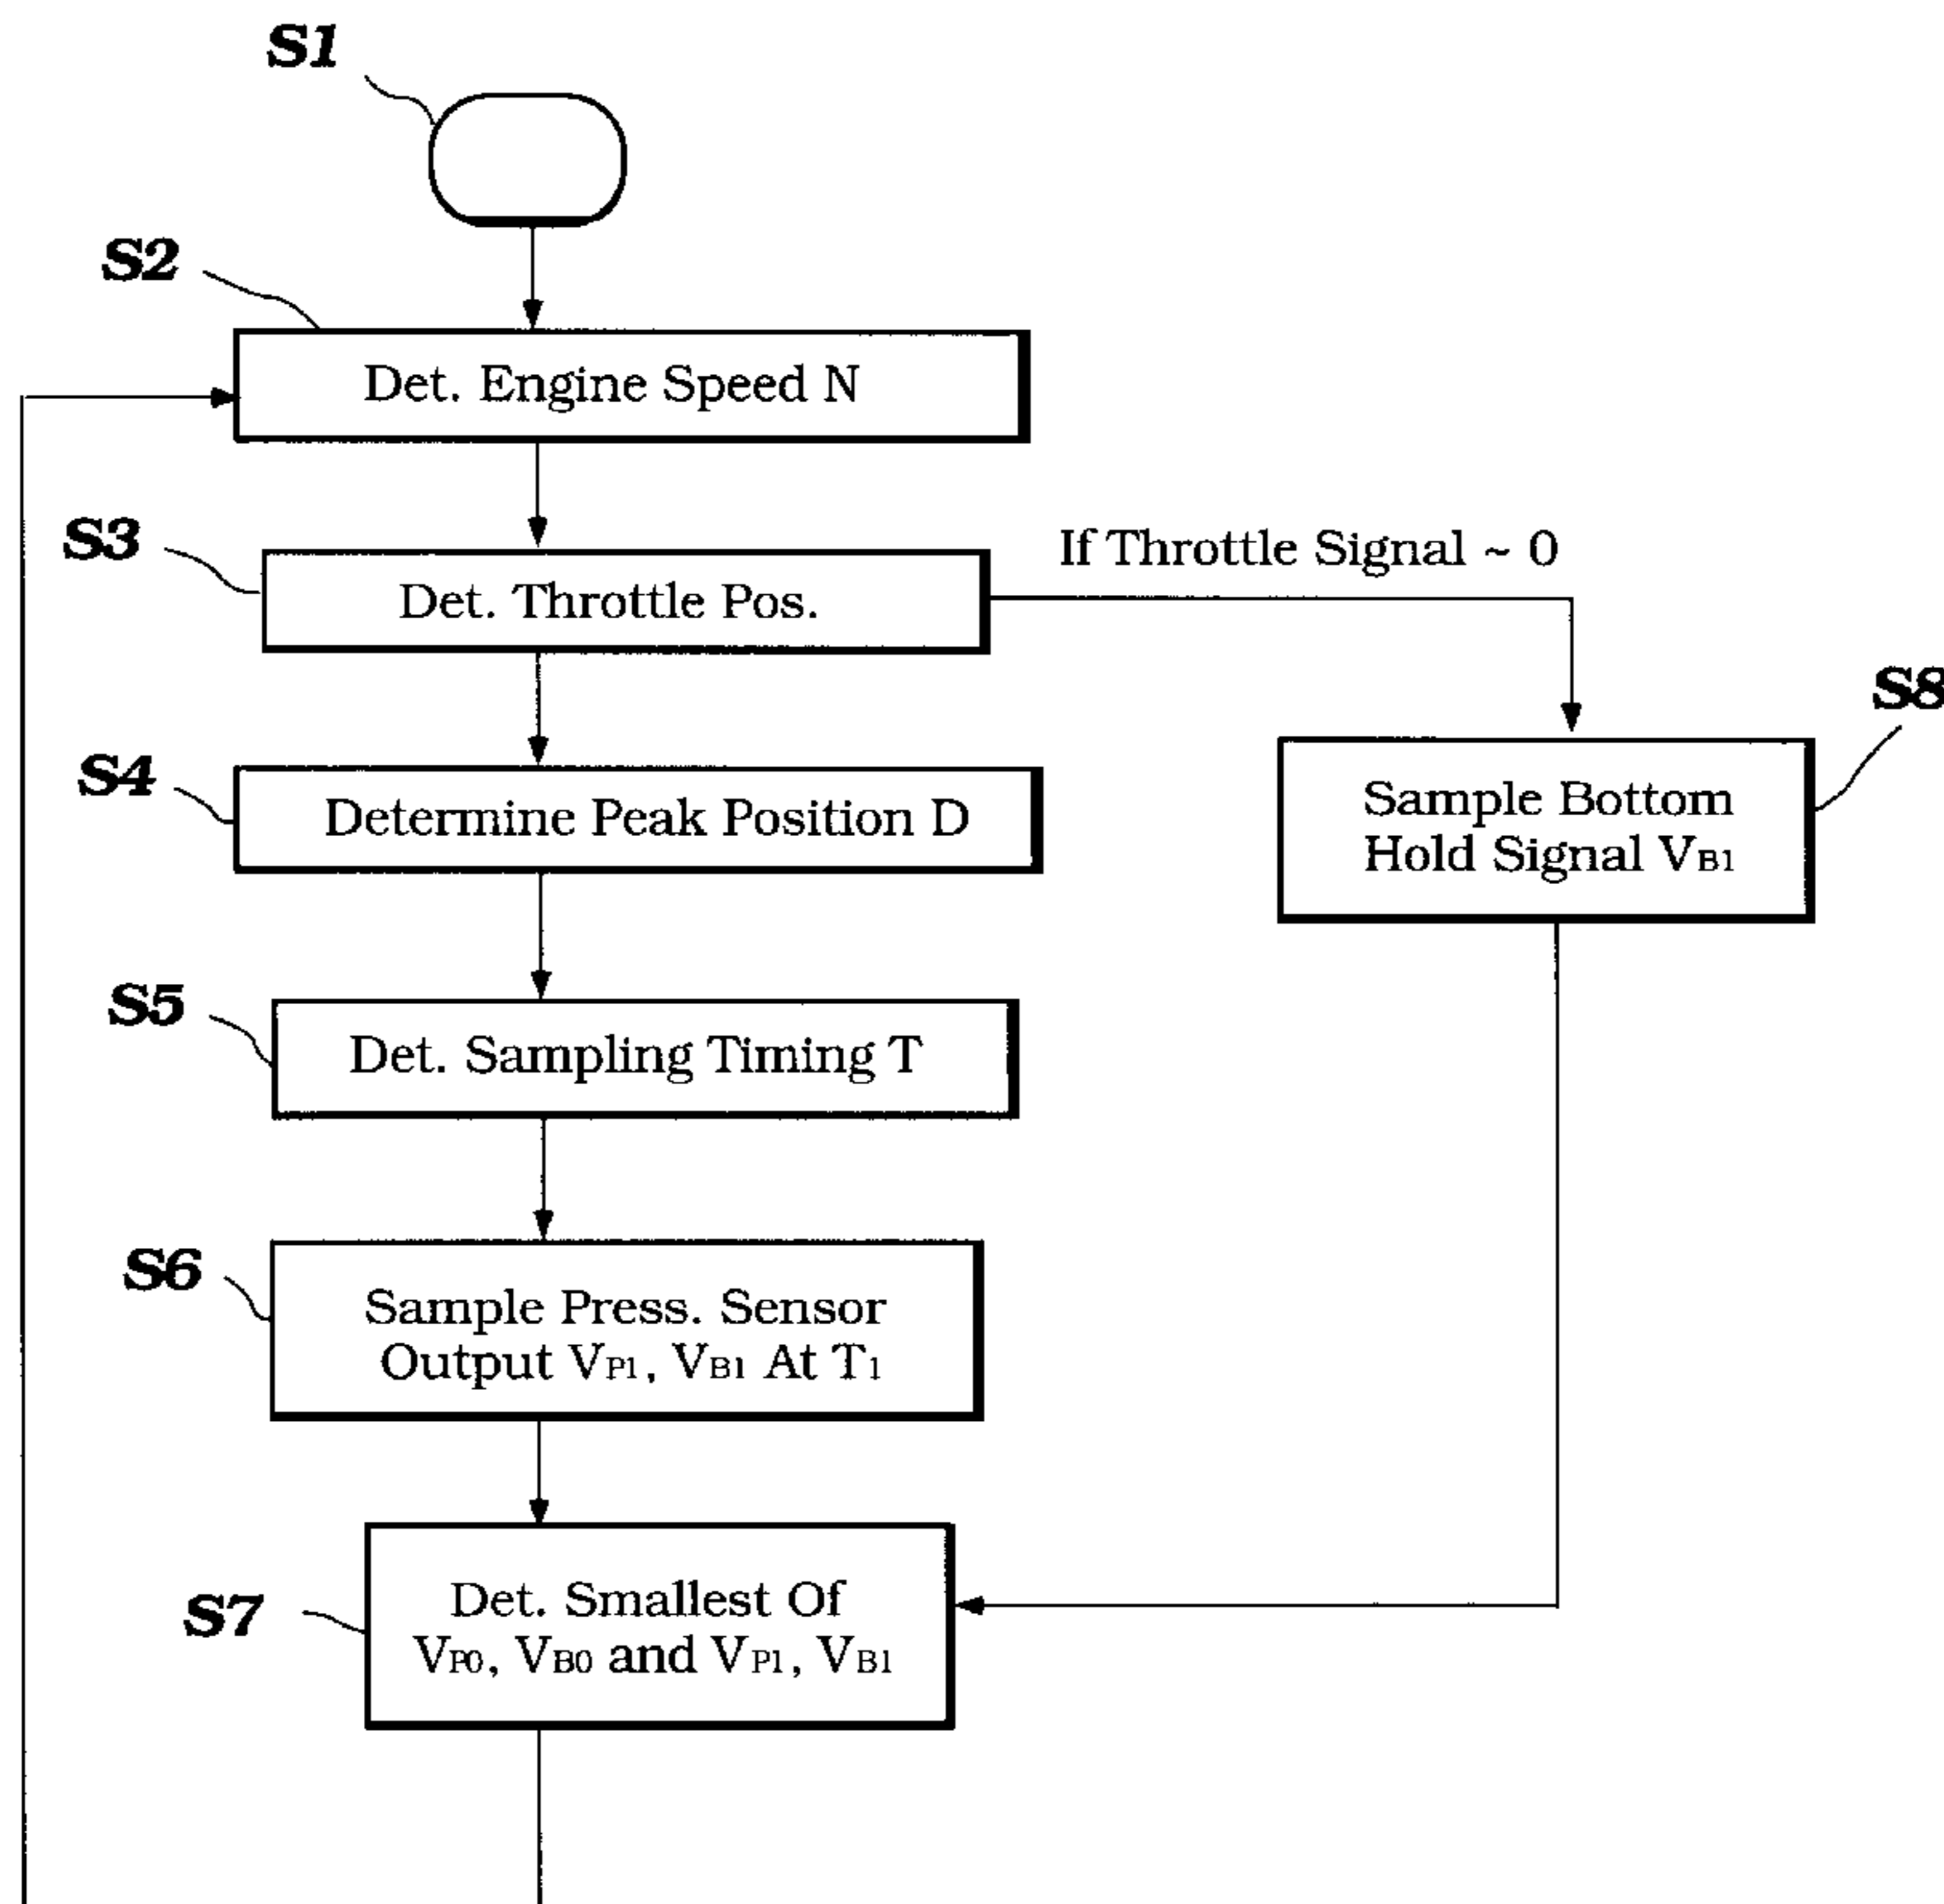 S1
S2
Det. Engine Speed N
S3
Det. Throttle Pos.
If Throttle Signal ~ 0
S4
Determine Peak Position D
S8
Sample Bottom
Hold Signal VB1
S5
Det. Sampling Timing T
S6
Sample Press. Sensor
Output VP1, VB1 At T1
S7
Det. Smallest Of
VP0, VB0 and VP1, VB1